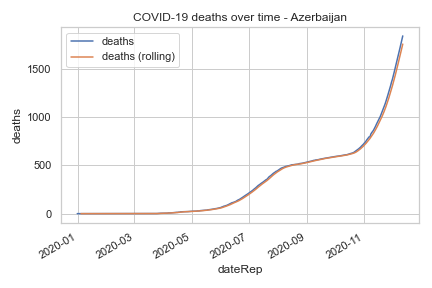 COVID-19 deaths over time - Azerbaijan
deaths
deaths (rolling)
1500
1000
500
0
deaths
2020-01
2020-03
2020-05
2020-07
2020-09
2020-11
dateRep